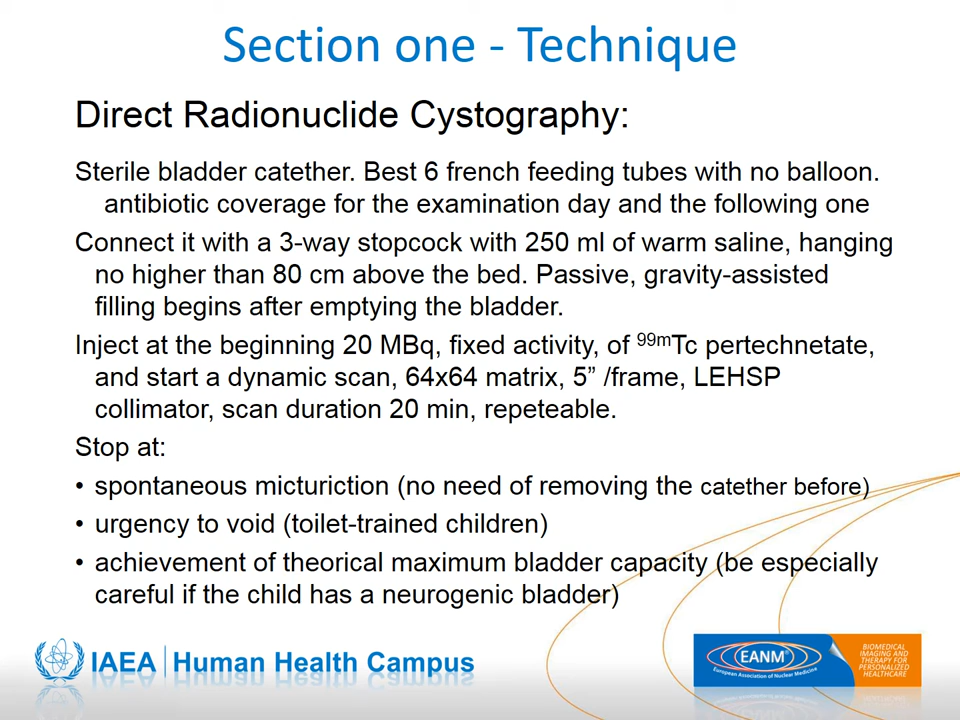 Section one - Technique
Direct Radionuclide Cystography:
Sterile bladder catether. Best 6 french feeding tubes with no balloon.
antibiotic coverage for the examination day and the following one
Connect it with a 3-way stopcock with 250 ml of warm saline, hanging
no higher than 80 cm above the bed. Passive, gravity-assisted
filling begins after emptying the bladder.
Inject at the beginning 20 MBq, fixed activity, of 99mTc pertechnetate,
and start a dynamic scan, 64x64 matrix, 5” /frame, LEHSP
collimator, scan duration 20 min, repeteable.
Stop at:
• spontaneous micturiction (no need of removing the catether before)
• urgency to void (toilet-trained children)
• achievement of theorical maximum bladder capacity (be especially
careful if the child has a neurogenic bladder)
IAEA | Human Health Campus
EANM®
European Association of Nuclear Medicine
BIOMEDICAL
IMAGING AND
THERAPY FOR
PERSONALIZED
HEALTHCARE